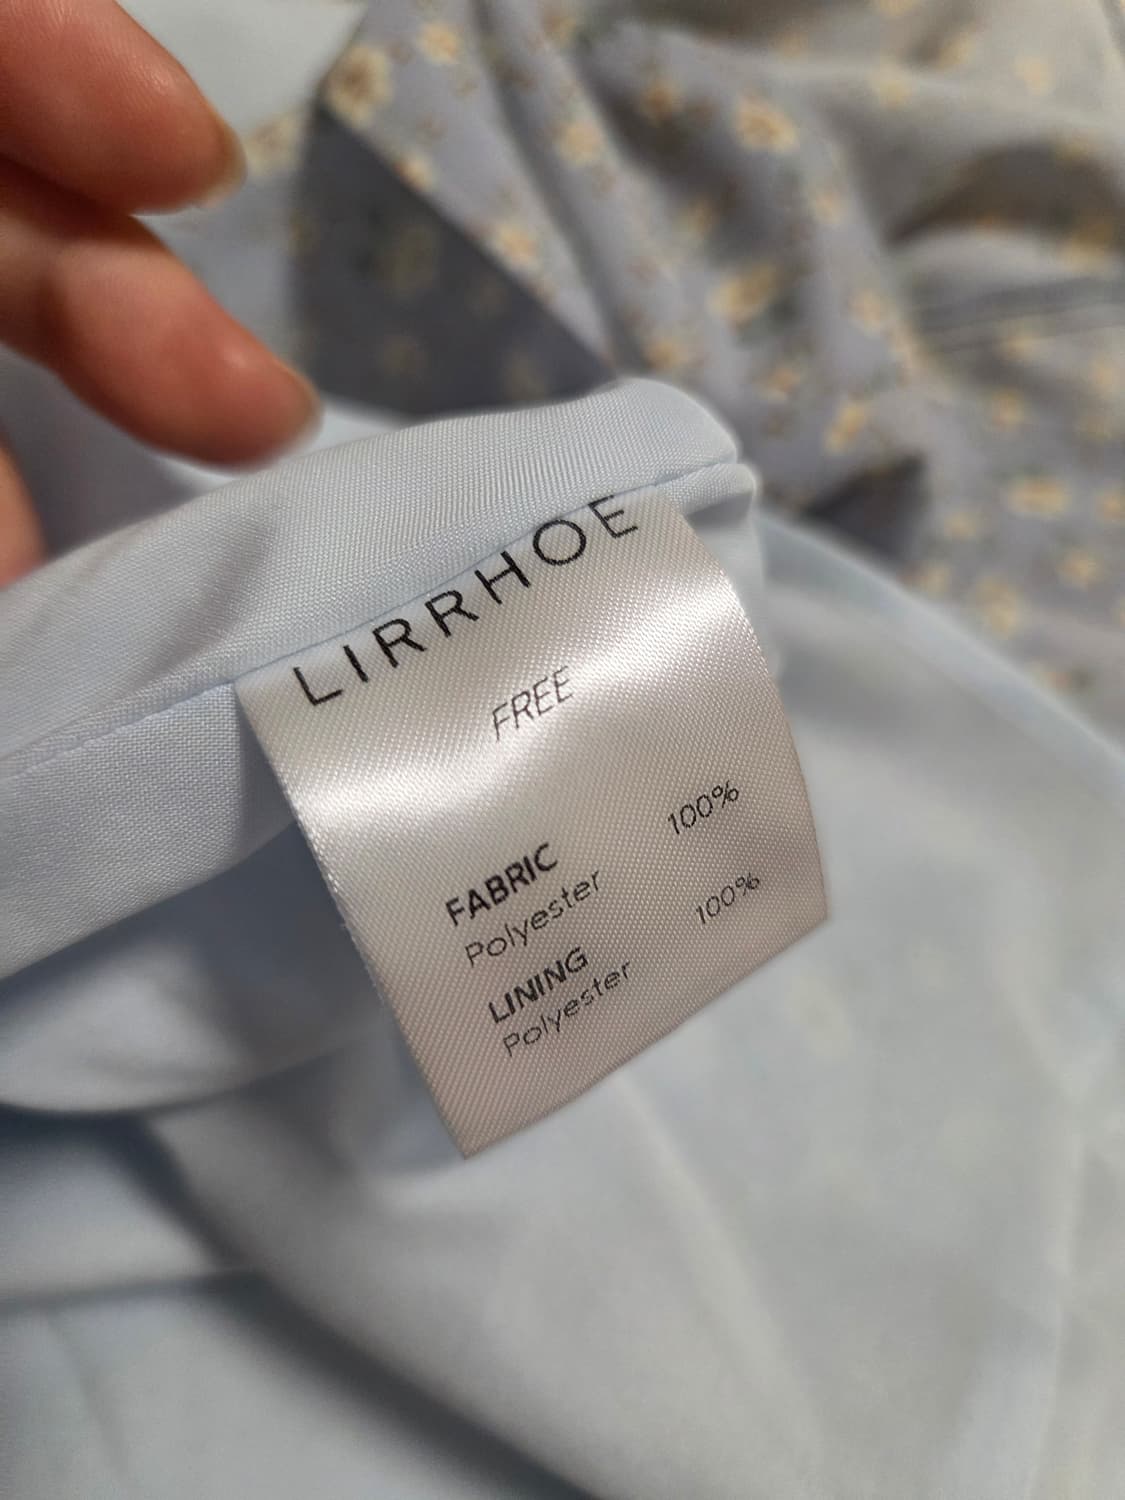 LIRRHOE
FREE
FABRIC
Polyester 100%
LINING
Polyester 100%